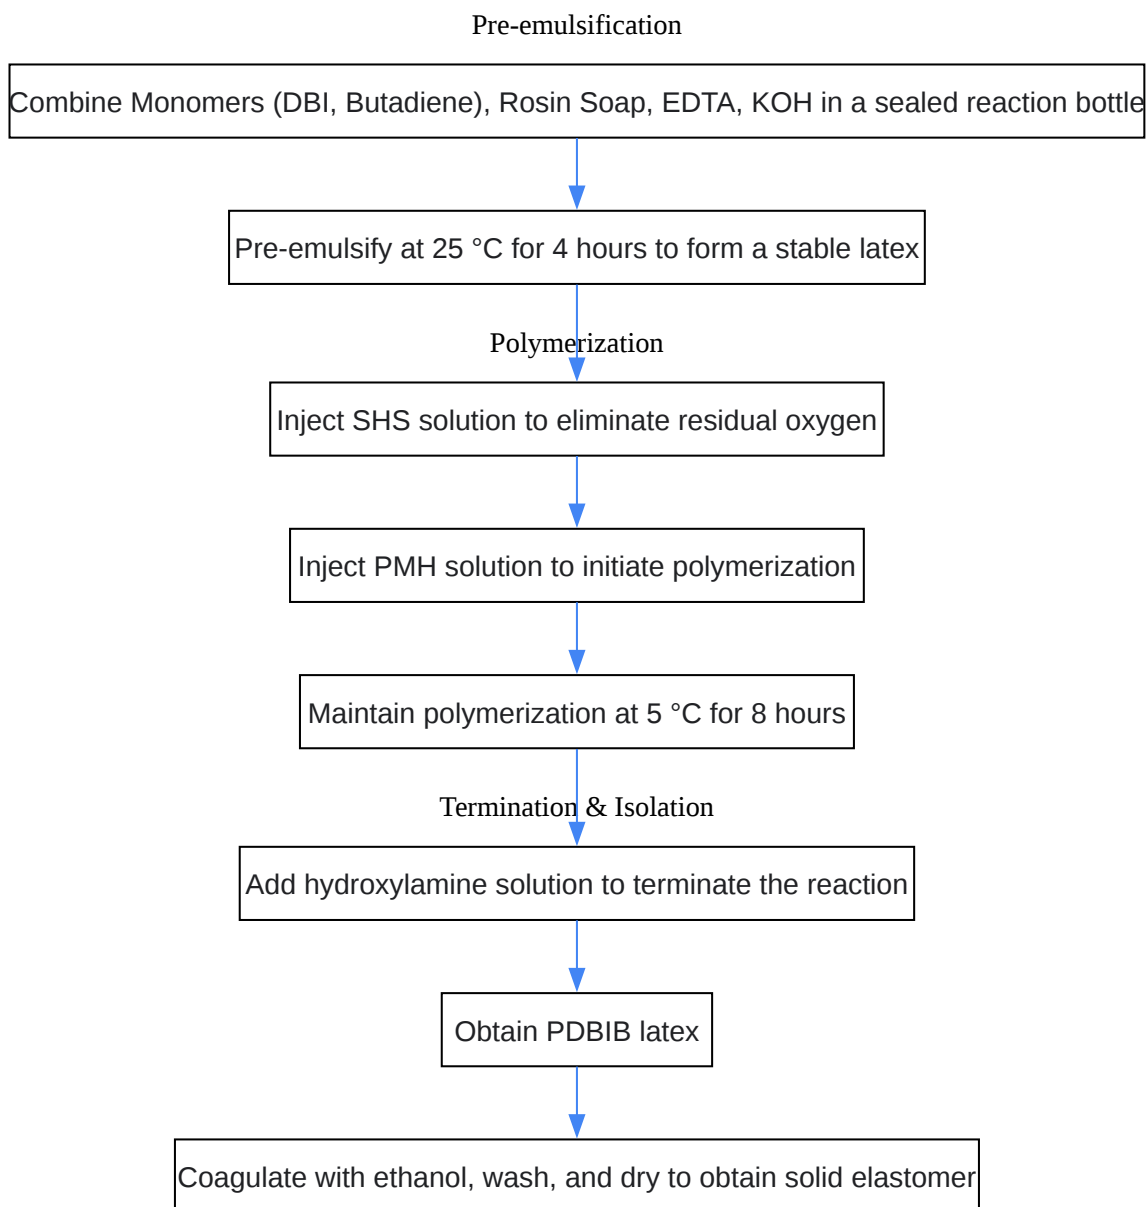 Pre-emulsification
Combine Monomers (DBI, Butadiene), Rosin Soap, EDTA, KOH in a sealed reaction bottle
Pre-emulsify at 25 °C for 4 hours to form a stable latex
Polymerization
Inject SHS solution to eliminate residual oxygen
Inject PMH solution to initiate polymerization
Maintain polymerization at 5 °C for 8 hours
Termination & Isolation
Add hydroxylamine solution to terminate the reaction
Obtain PDBIB latex
Coagulate with ethanol, wash, and dry to obtain solid elastomer